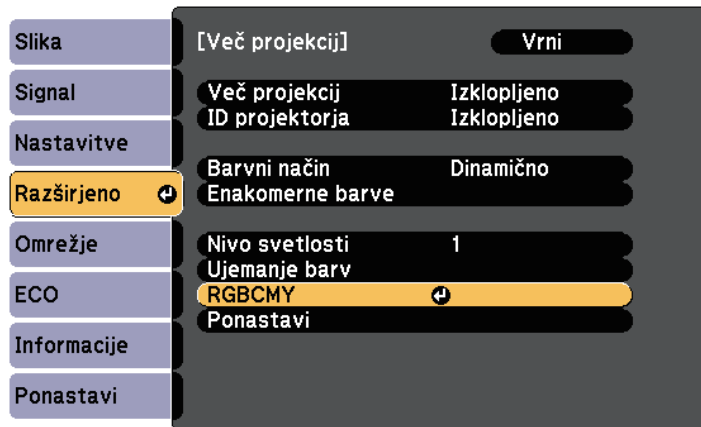 Slika
Signal
Nastavitve
Razširjeno
Omrežje
ECO
Informacije
Ponastavi
[Več projekcij] Vrni
Več projekcij Izklopljeno
ID projektorja Izklopljeno
Barvni način Dinamično
Enakomerne barve
Nivo svetlosti 1
Ujemanje barv
RGBCMY
Ponastavi